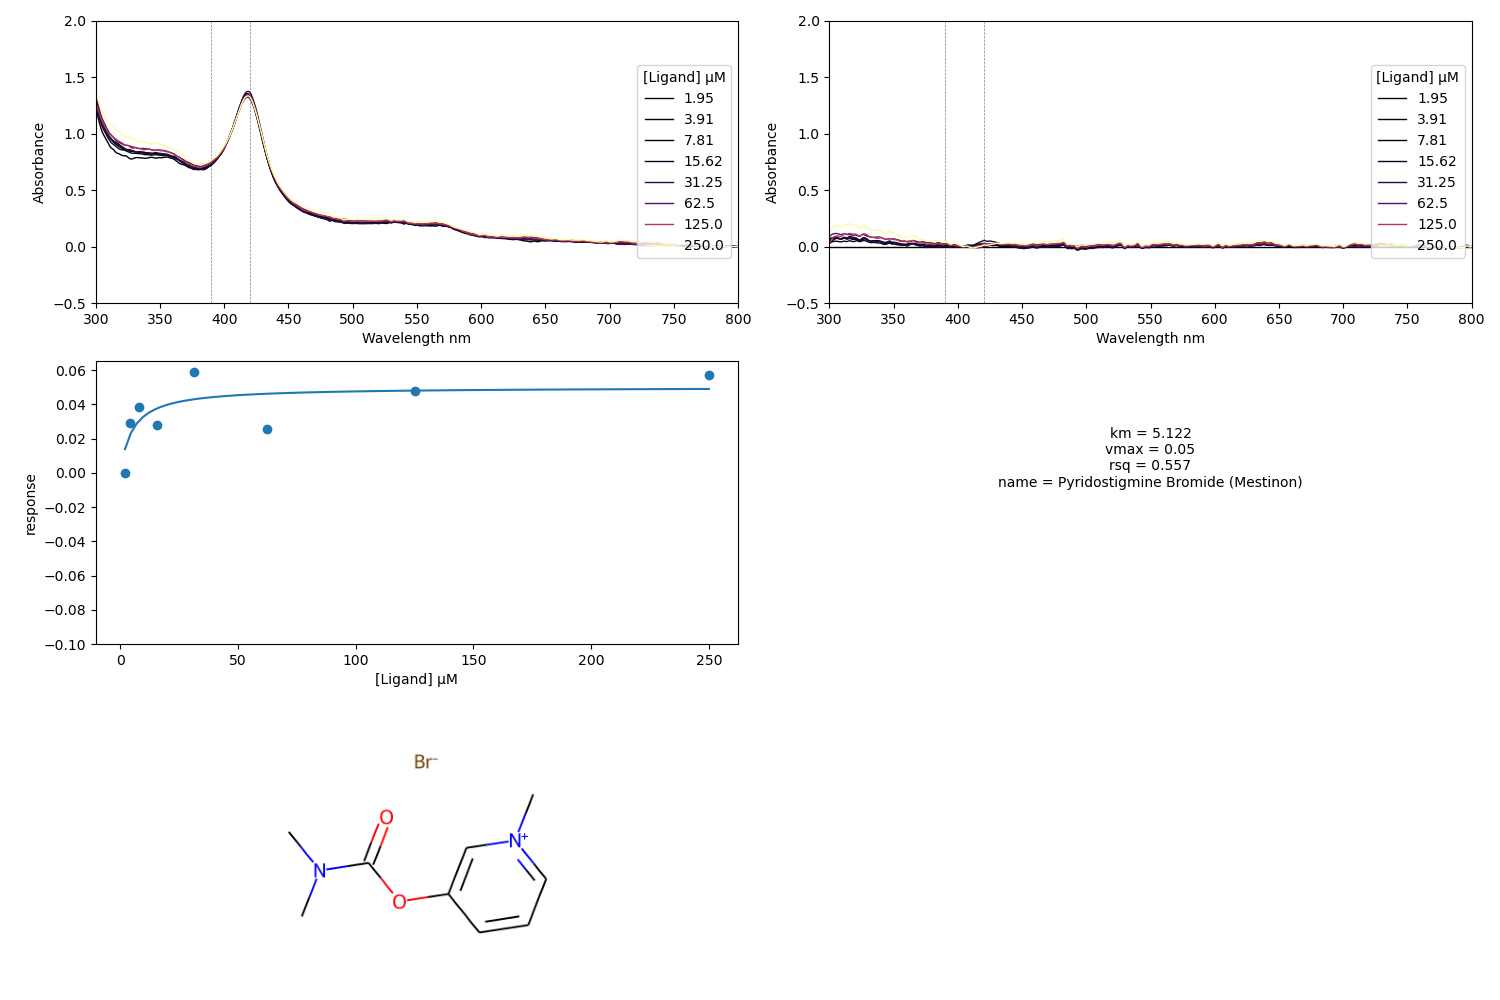 2.0
1.5
1.0
0.5
0.0
−0.5
Absorbance
300 350 400 450 500 550 600 650 700 750 800
Wavelength nm
[Ligand] μM
1.95
3.91
7.81
15.62
31.25
62.5
125.0
250.0
2.0
1.5
1.0
0.5
0.0
−0.5
Absorbance
300 350 400 450 500 550 600 650 700 750 800
Wavelength nm
[Ligand] μM
1.95
3.91
7.81
15.62
31.25
62.5
125.0
250.0
0.06
0.04
0.02
0.00
−0.02
−0.04
−0.06
−0.08
−0.10
response
0 50 100 150 200 250
[Ligand] μM
km = 5.122
vmax = 0.05
rsq = 0.557
name = Pyridostigmine Bromide (Mestinon)
Br⁻
O
N⁺
N
O